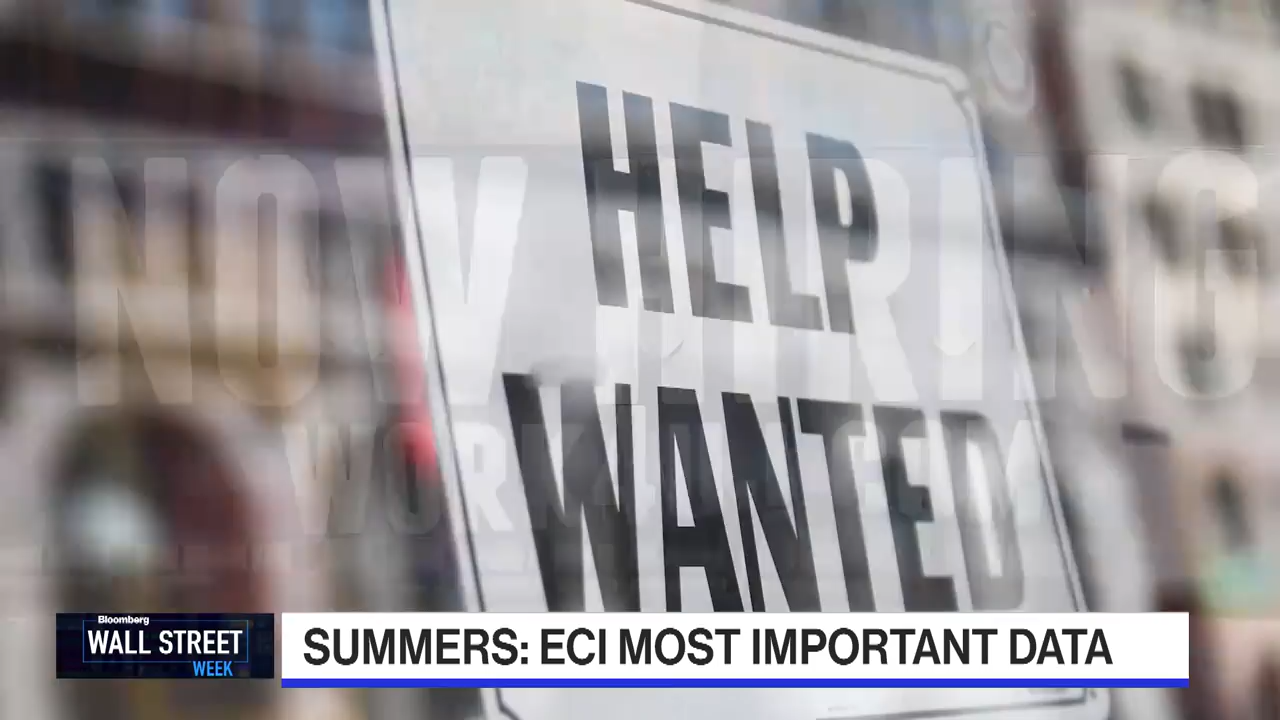 HELP
WANTED
NOW HIRING
Bloomberg
WALL STREET
WEEK
SUMMERS: ECI MOST IMPORTANT DATA